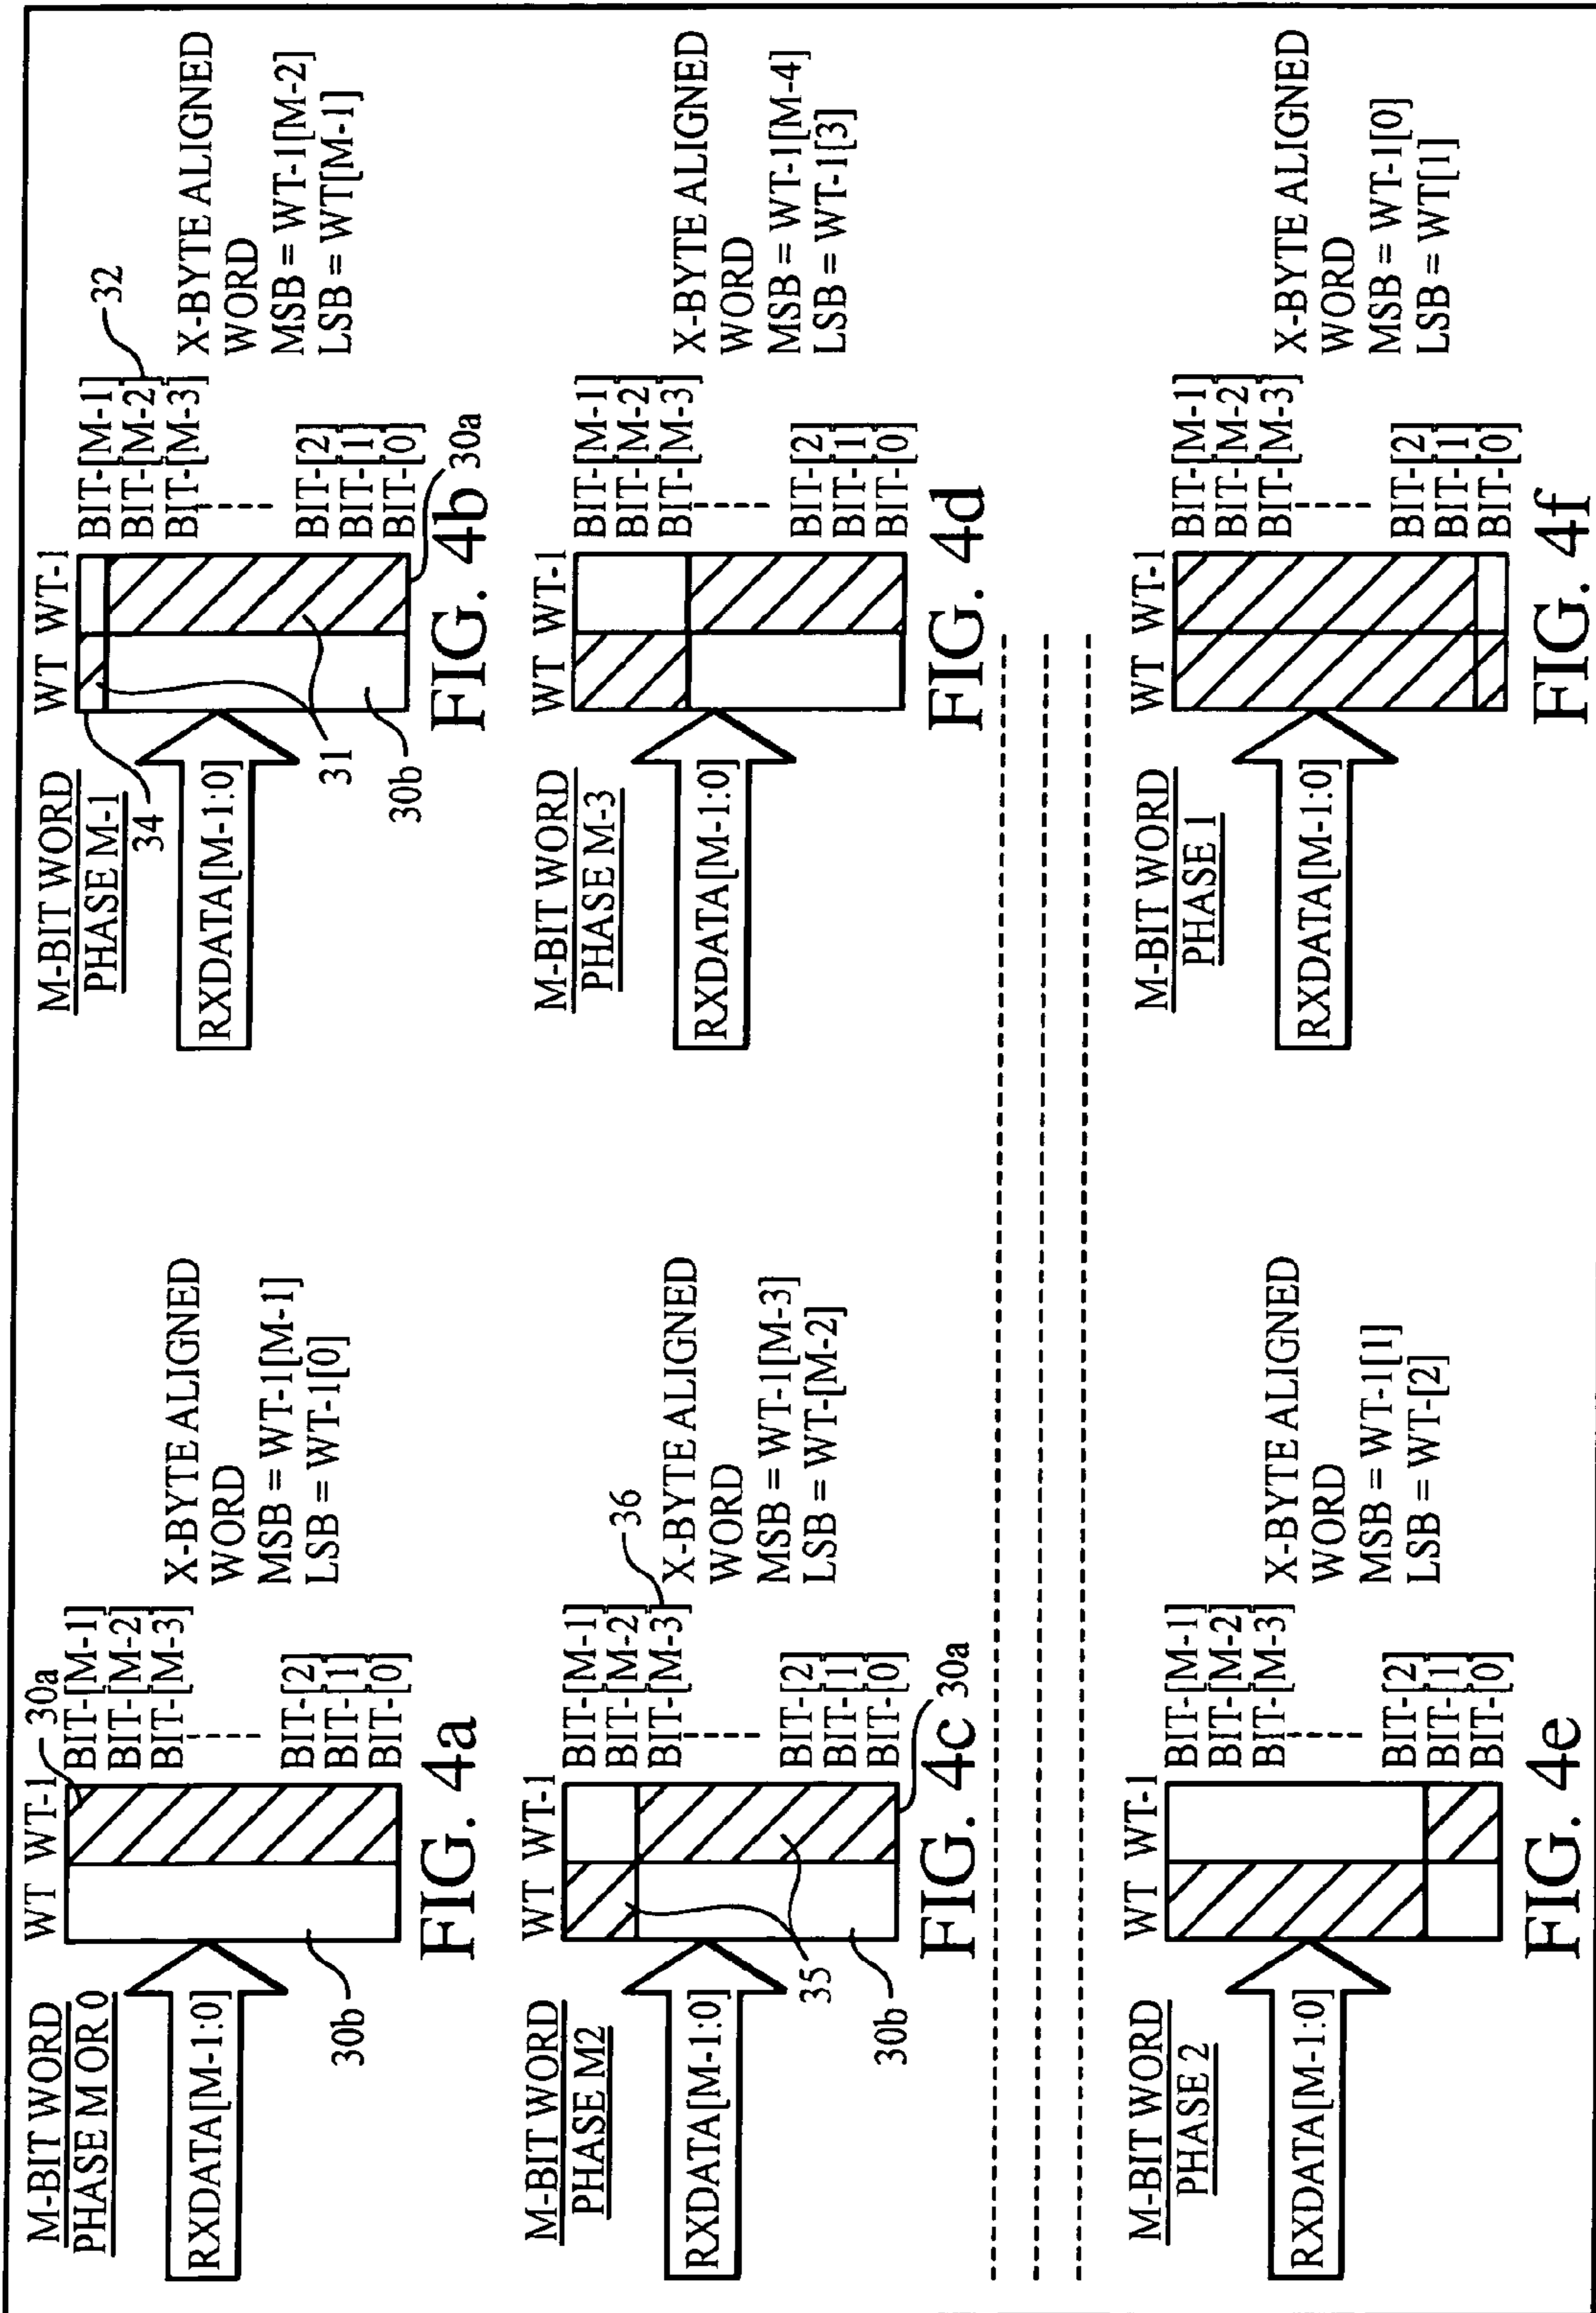 M-BIT WORD
PHASE M OR 0
WT WT-1
30a
RXDATA[M-1:0]
30b
BIT-[M-1]
BIT-[M-2]
BIT-[M-3]
BIT-[2]
BIT-[1]
BIT-[0]
X-BYTE ALIGNED
WORD
MSB = WT-1[M-1]
LSB = WT-1[0]
FIG. 4a
M-BIT WORD
PHASE M-1
34
WT WT-1
RXDATA[M-1:0]
31
30b
BIT-[M-1]
BIT-[M-2]
BIT-[M-3]
32
BIT-[2]
BIT-[1]
BIT-[0]
30a
X-BYTE ALIGNED
WORD
MSB = WT-1[M-2]
LSB = WT[M-1]
FIG. 4b
M-BIT WORD
PHASE M2
WT WT-1
RXDATA[M-1:0]
35
30b
BIT-[M-1]
BIT-[M-2]
BIT-[M-3]
36
BIT-[2]
BIT-[1]
BIT-[0]
30a
X-BYTE ALIGNED
WORD
MSB = WT-1[M-3]
LSB = WT-[M-2]
FIG. 4c
M-BIT WORD
PHASE M-3
WT WT-1
RXDATA[M-1:0]
BIT-[M-1]
BIT-[M-2]
BIT-[M-3]
BIT-[2]
BIT-[1]
BIT-[0]
X-BYTE ALIGNED
WORD
MSB = WT-1[M-4]
LSB = WT-1[3]
FIG. 4d
M-BIT WORD
PHASE 2
WT WT-1
RXDATA[M-1:0]
BIT-[M-1]
BIT-[M-2]
BIT-[M-3]
BIT-[2]
BIT-[1]
BIT-[0]
X-BYTE ALIGNED
WORD
MSB = WT-1[1]
LSB = WT-[2]
FIG. 4e
M-BIT WORD
PHASE 1
WT WT-1
RXDATA[M-1:0]
BIT-[M-1]
BIT-[M-2]
BIT-[M-3]
BIT-[2]
BIT-[1]
BIT-[0]
X-BYTE ALIGNED
WORD
MSB = WT-1[0]
LSB = WT[1]
FIG. 4f